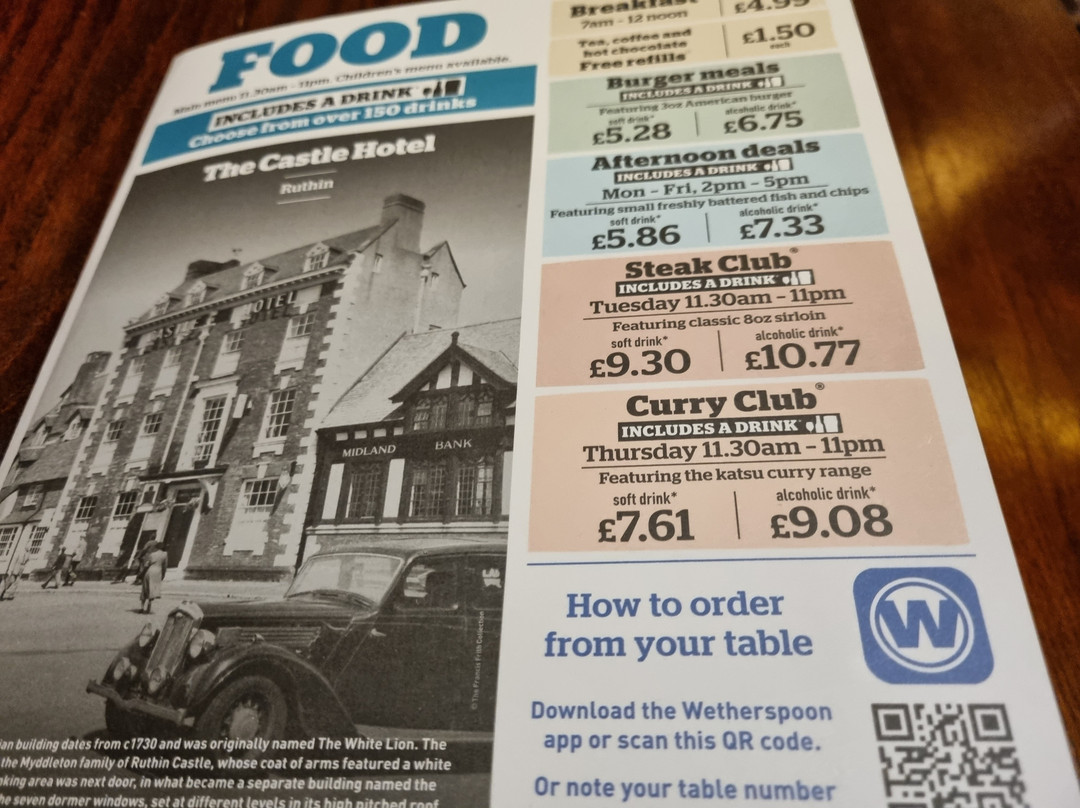 FOOD
Main menu 11.30am – 11pm. Children's menu available.
INCLUDES A DRINK
Choose from over 150 drinks
The Castle Hotel
Ruthin
HOTEL
MIDLAND BANK
© The Francis Frith Collection
ian building dates from c1730 and was originally named The White Lion. The
the Myddleton family of Ruthin Castle, whose coat of arms featured a white
king area was next door, in what became a separate building named the
he seven dormer windows, set at different levels in its high pitched roof
Breakfast
7am – 12 noon
£4.99
Tea, coffee and
hot chocolate
Free refills
£1.50
each
Burger meals
INCLUDES A DRINK
Featuring 3oz American burger
soft drink* alcoholic drink*
£5.28 £6.75
Afternoon deals
INCLUDES A DRINK
Mon – Fri, 2pm – 5pm
Featuring small freshly battered fish and chips
soft drink* alcoholic drink*
£5.86 £7.33
Steak Club®
INCLUDES A DRINK
Tuesday 11.30am – 11pm
Featuring classic 8oz sirloin
soft drink* alcoholic drink*
£9.30 £10.77
Curry Club®
INCLUDES A DRINK
Thursday 11.30am – 11pm
Featuring the katsu curry range
soft drink* alcoholic drink*
£7.61 £9.08
How to order
from your table
W
Download the Wetherspoon
app or scan this QR code.
Or note your table number